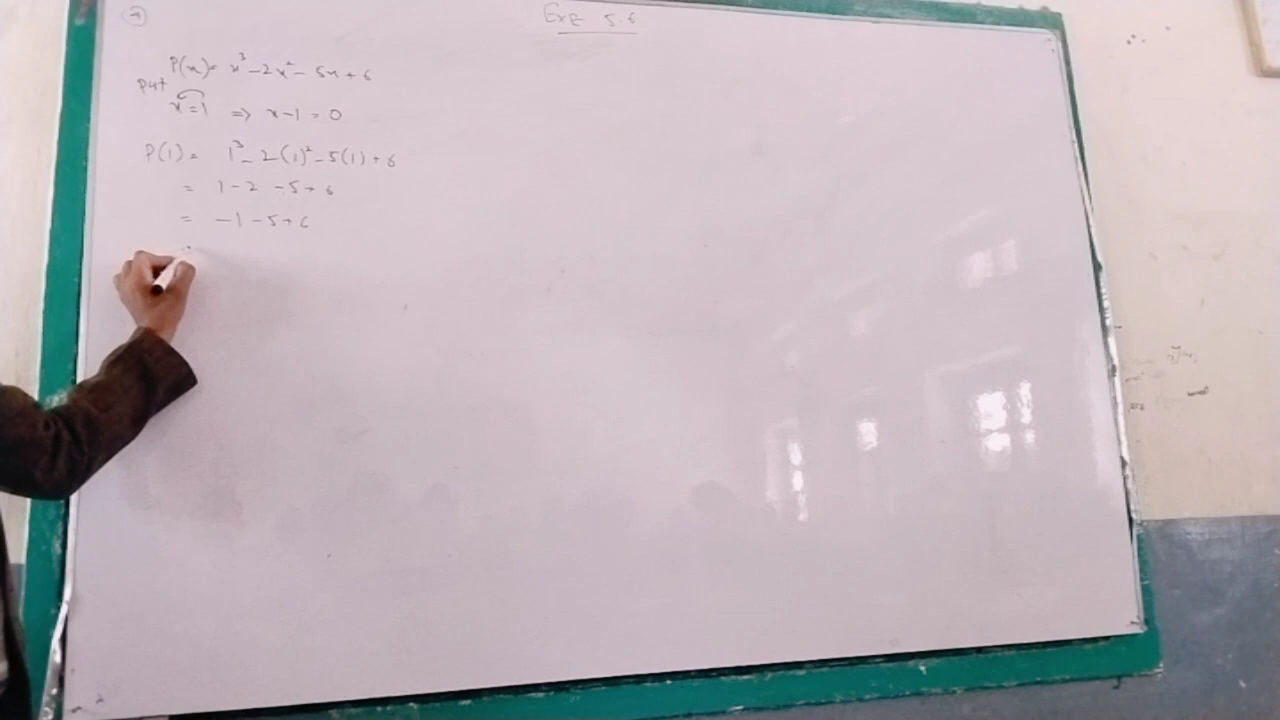 Exe 5.6
P(x) = x³ - 2x² - 5x + 6
put
x = 1 ⇒ x - 1 = 0
P(1) = 1³ - 2(1)² - 5(1) + 6
= 1 - 2 - 5 + 6
= -1 - 5 + 6